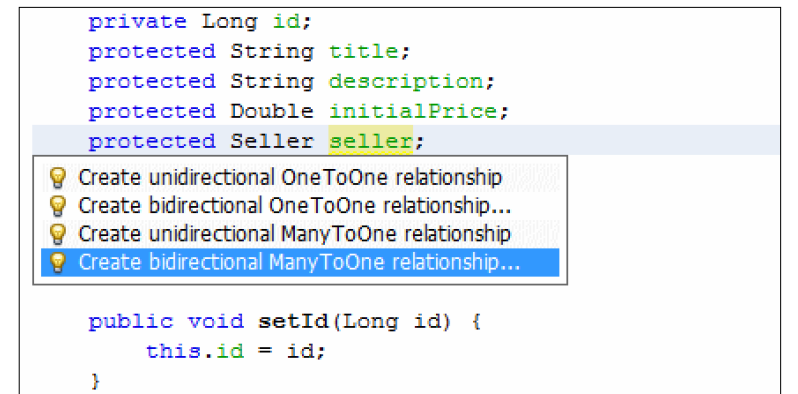 private Long id;
protected String title;
protected String description;
protected Double initialPrice;
protected Seller seller;
Create unidirectional OneToOne relationship
Create bidirectional OneToOne relationship...
Create unidirectional ManyToOne relationship
Create bidirectional ManyToOne relationship...
public void setId(Long id) {
this.id = id;
}